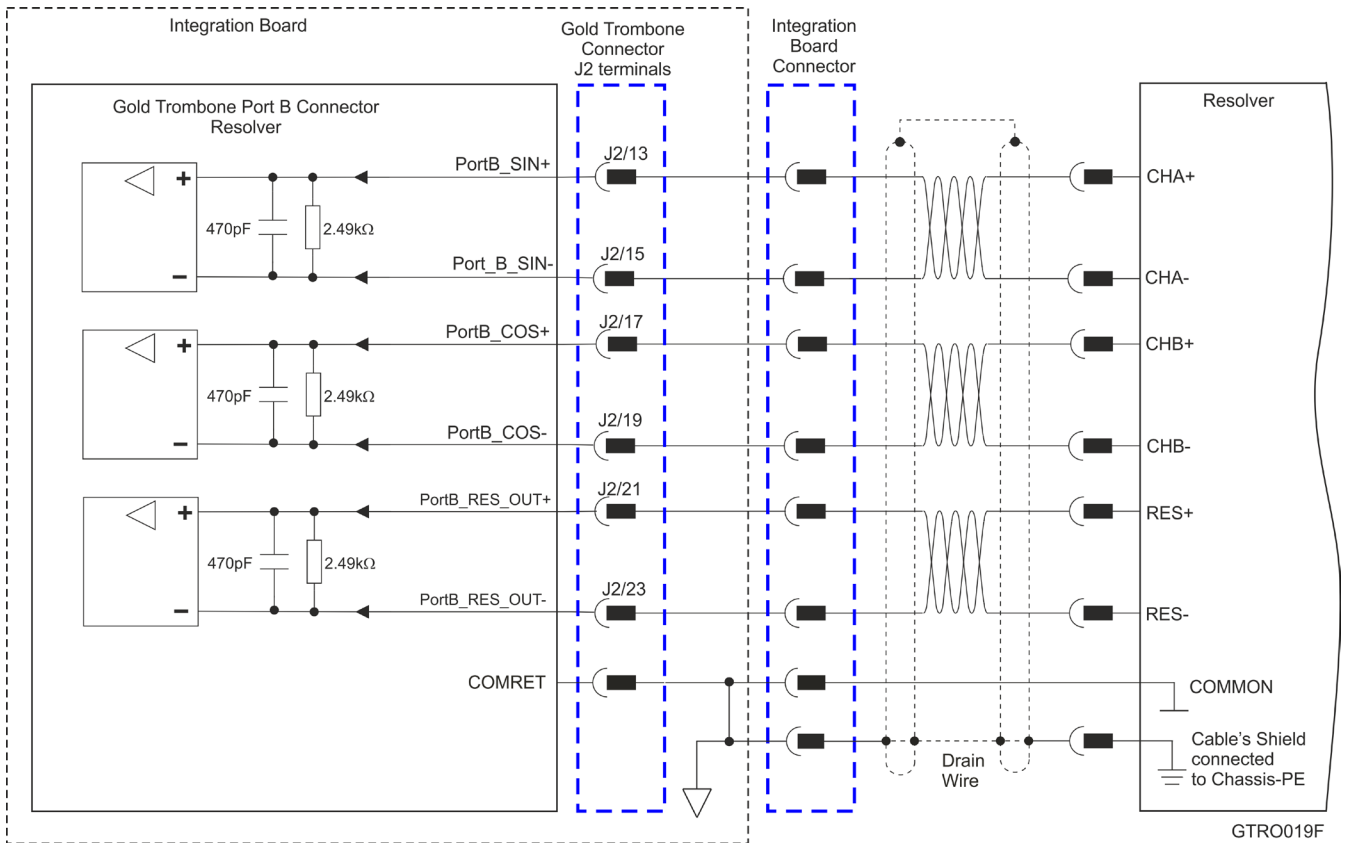 Integration Board
Gold Trombone
Connector
J2 terminals
Integration
Board
Connector
Gold Trombone Port B Connector
Resolver
Resolver
PortB_SIN+
J2/13
CHA+
470pF
2.49kΩ
Port_B_SIN-
J2/15
CHA-
PortB_COS+
J2/17
CHB+
470pF
2.49kΩ
PortB_COS-
J2/19
CHB-
PortB_RES_OUT+
J2/21
RES+
470pF
2.49kΩ
PortB_RES_OUT-
J2/23
RES-
COMRET
COMMON
Drain
Wire
Cable's Shield
connected
to Chassis-PE
GTRO019F